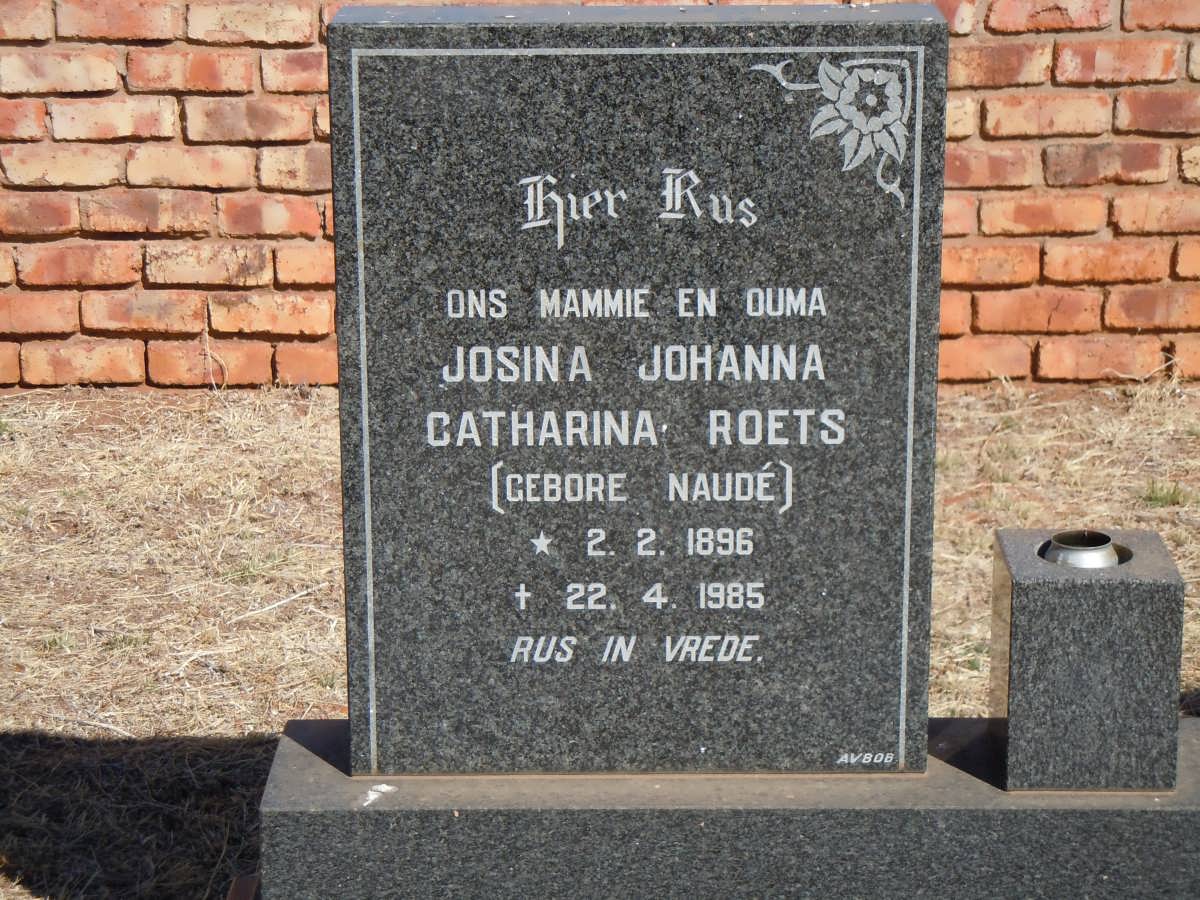 Hier Rus
ONS MAMMIE EN OUMA
JOSINA JOHANNA
CATHARINA ROETS
(GEBORE NAUDÉ)
★ 2. 2. 1896
✝ 22. 4. 1985
RUS IN VREDE.
AVBOB